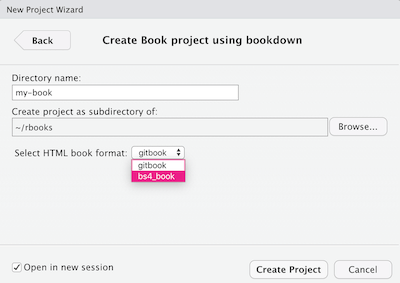 New Project Wizard
Back
Create Book project using bookdown
Directory name:
my-book
Create project as subdirectory of:
~/rbooks
Browse...
Select HTML book format: gitbook
gitbook
bs4_book
Open in new session
Create Project
Cancel